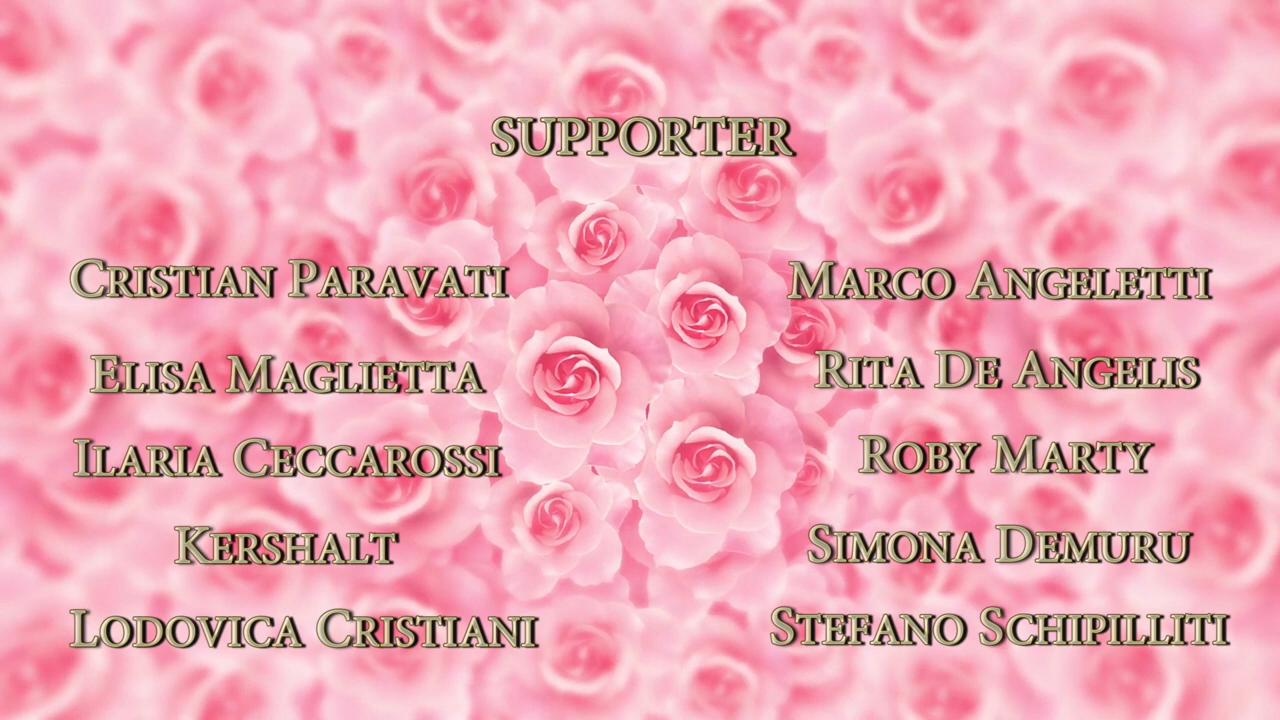 SUPPORTER
Cristian Paravati
Elisa Maglietta
Ilaria Ceccarossi
Kershalt
Lodovica Cristiani
Marco Angeletti
Rita De Angelis
Roby Marty
Simona Demuru
Stefano Schipilliti